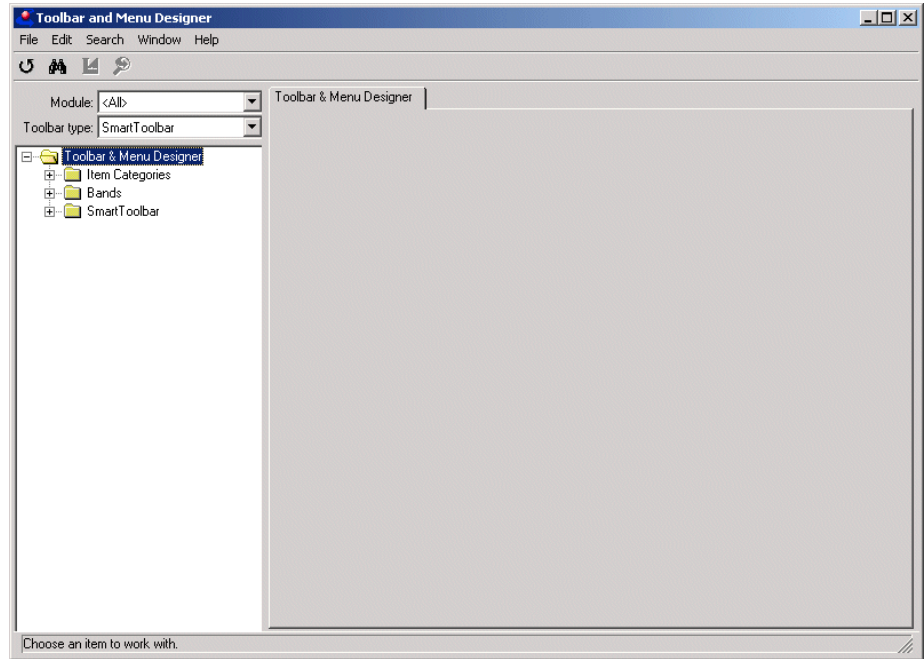 Toolbar and Menu Designer
File Edit Search Window Help
Module: <All>
Toolbar type: SmartToolbar
Toolbar & Menu Designer
Toolbar & Menu Designer
Item Categories
Bands
SmartToolbar
Choose an item to work with.